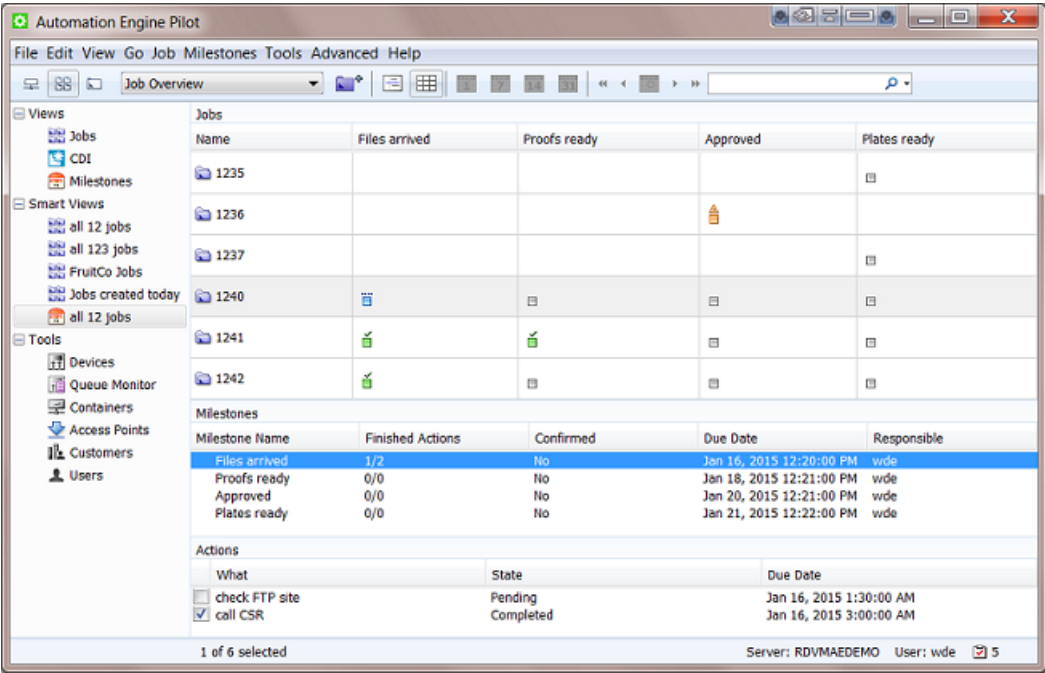 Automation Engine Pilot
File Edit View Go Job Milestones Tools Advanced Help
Job Overview 1 7 14 31
Views
Jobs
CDI
Milestones
Smart Views
all 12 jobs
all 123 jobs
FruitCo Jobs
Jobs created today
all 12 jobs
Tools
Devices
Queue Monitor
Containers
Access Points
Customers
Users
Jobs
Name Files arrived Proofs ready Approved Plates ready
1235
1236
1237
1240
1241
1242
Milestones
Milestone Name Finished Actions Confirmed Due Date Responsible
Files arrived 1/2 No Jan 16, 2015 12:20:00 PM wde
Proofs ready 0/0 No Jan 18, 2015 12:21:00 PM wde
Approved 0/0 No Jan 20, 2015 12:21:00 PM wde
Plates ready 0/0 No Jan 21, 2015 12:22:00 PM wde
Actions
What State Due Date
check FTP site Pending Jan 16, 2015 1:30:00 AM
call CSR Completed Jan 16, 2015 3:00:00 AM
1 of 6 selected Server: RDVMAEDEMO User: wde 5